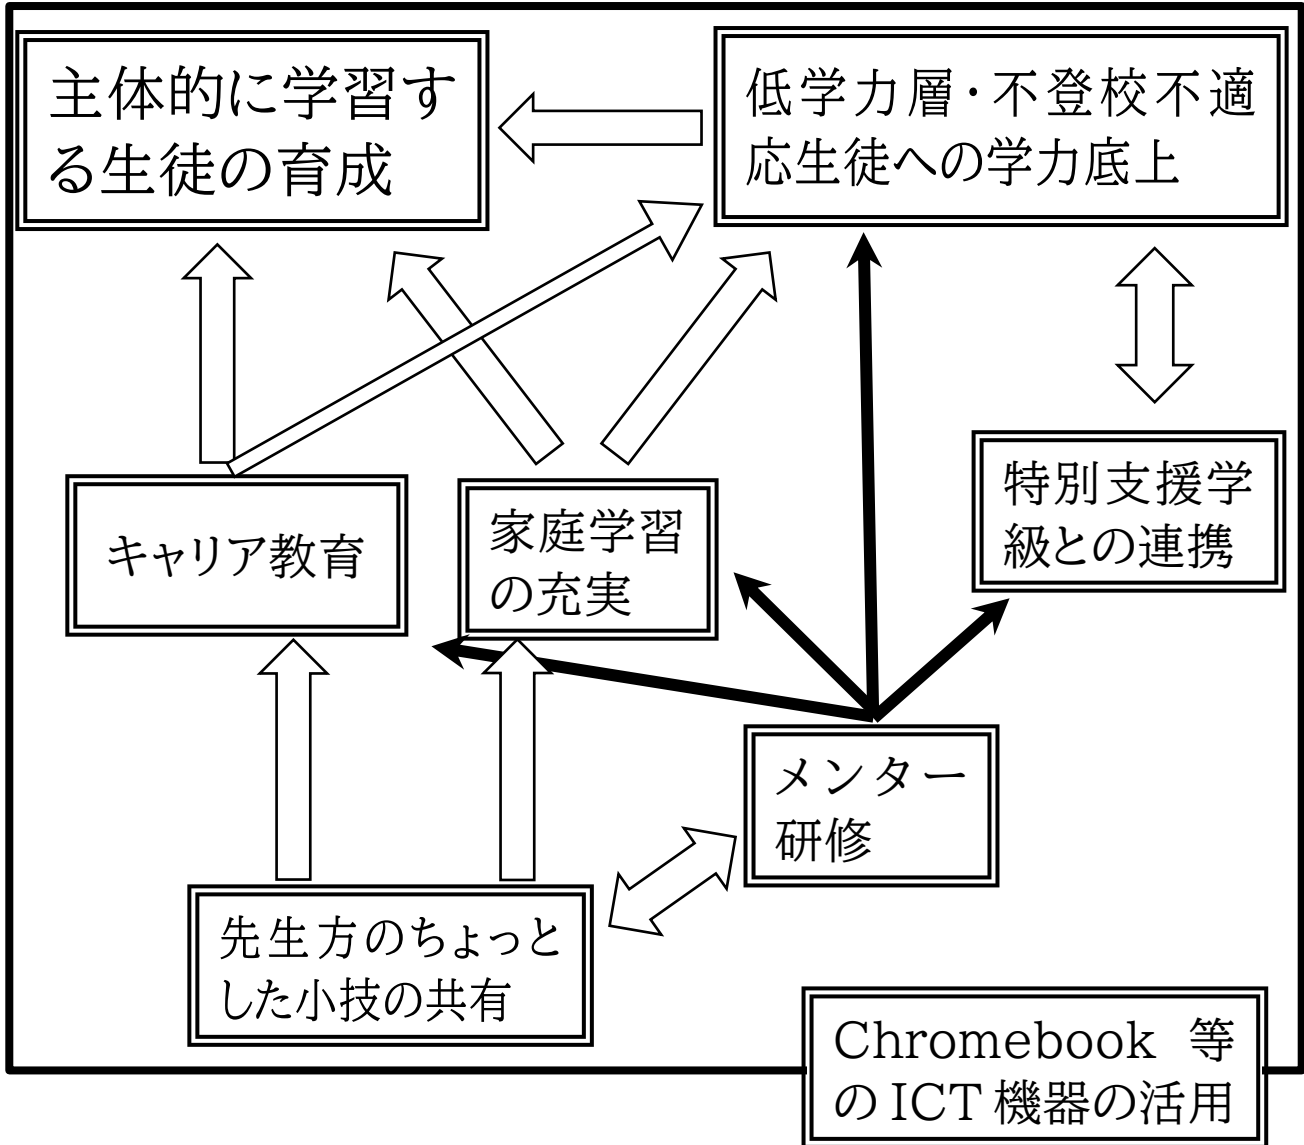 主体的に学習す
る生徒の育成
低学力層・不登校不適
応生徒への学力底上
キャリア教育
家庭学習
の充実
特別支援学
級との連携
メンター
研修
先生方のちょっと
した小技の共有
Chromebook 等
の ICT 機器の活用